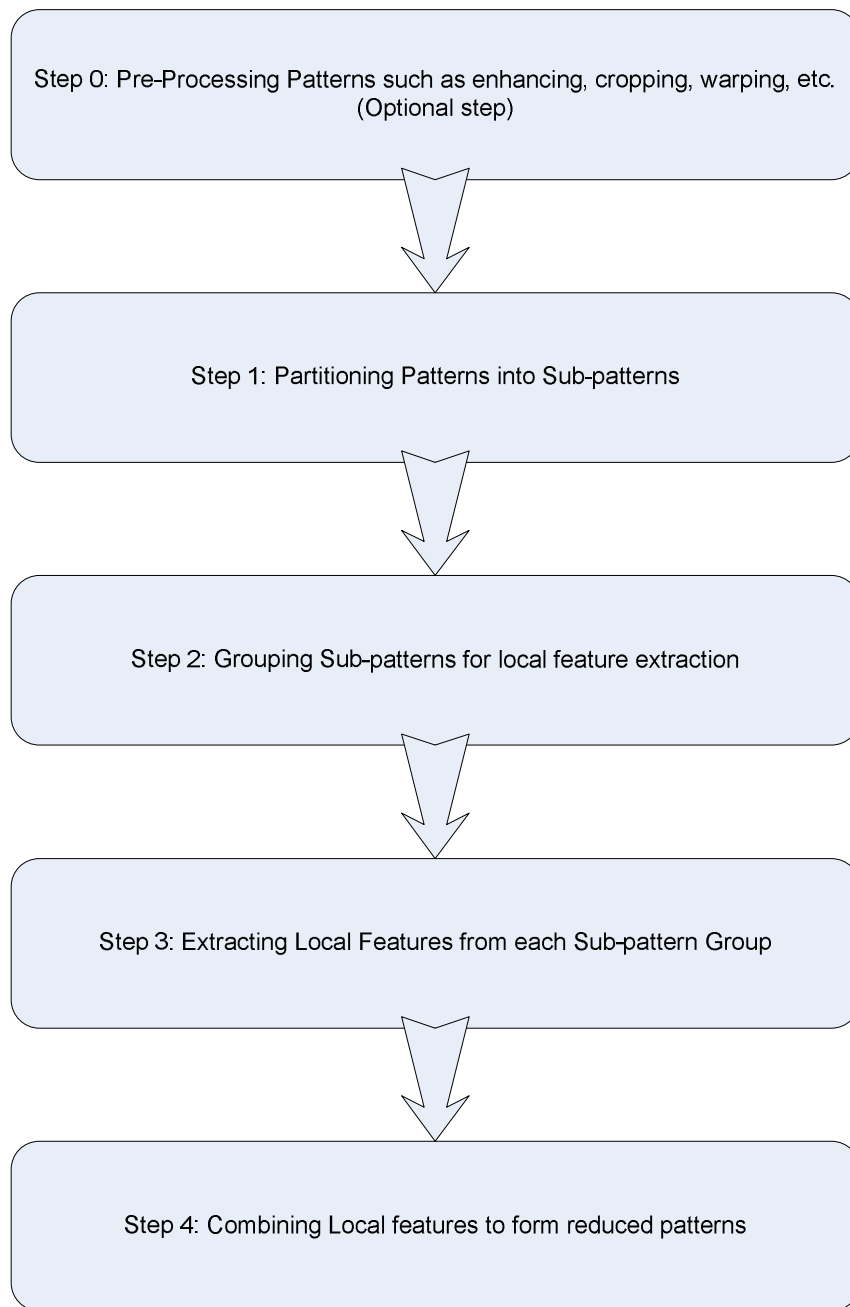 Step 0: Pre-Processing Patterns such as enhancing, cropping, warping, etc.
(Optional step)
Step 1: Partitioning Patterns into Sub-patterns
Step 2: Grouping Sub-patterns for local feature extraction
Step 3: Extracting Local Features from each Sub-pattern Group
Step 4: Combining Local features to form reduced patterns